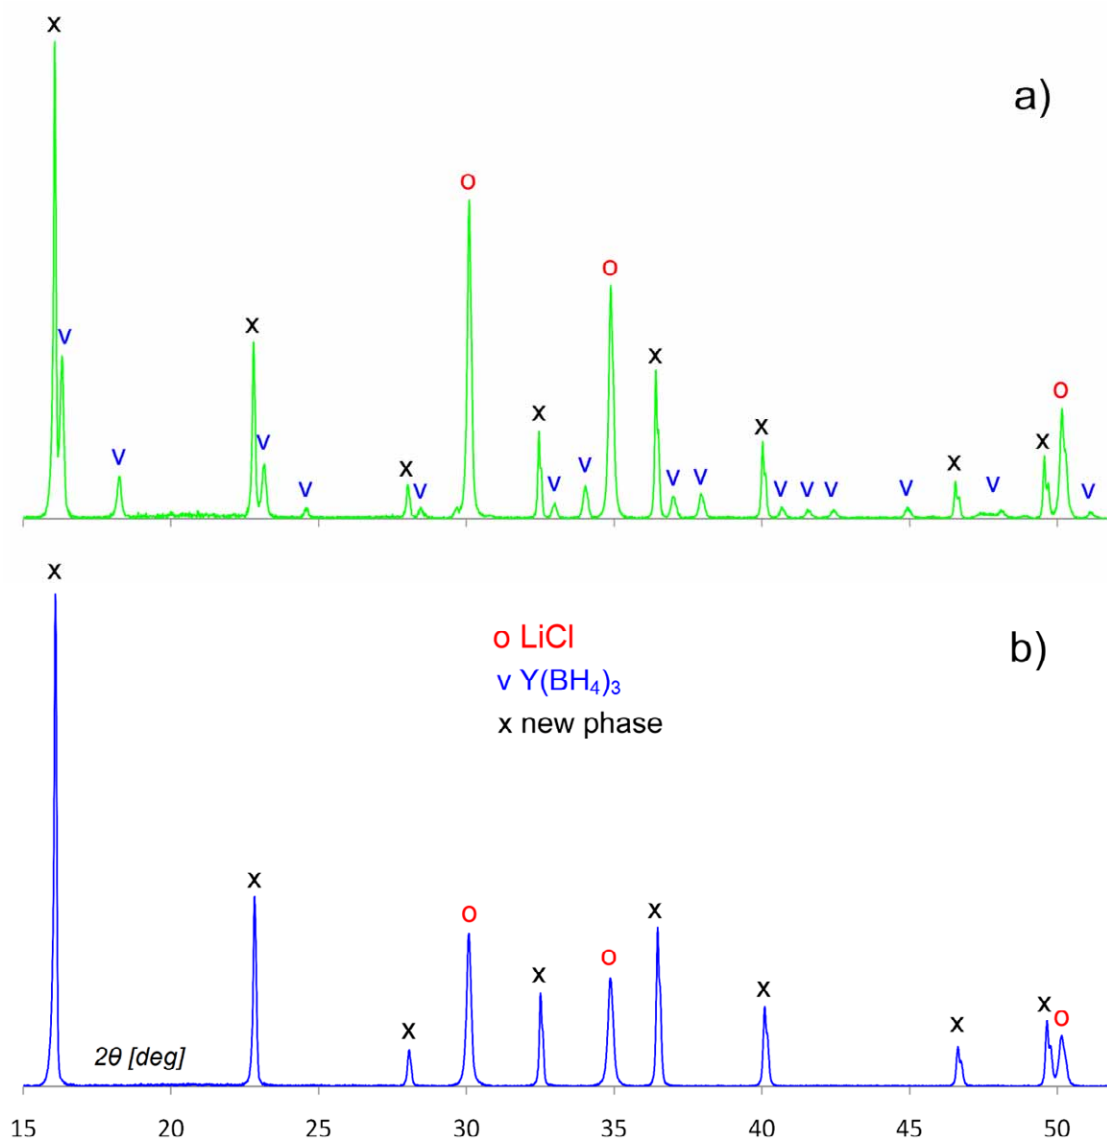 x
a)
o
o
v x x
o
x
x
v v x v v v v x x
v v v v v v v v
x
o LiCl
b)
v Y(BH₄)₃
x new phase
x o x
o x x x
x x o
2θ [deg]
15 20 25 30 35 40 45 50